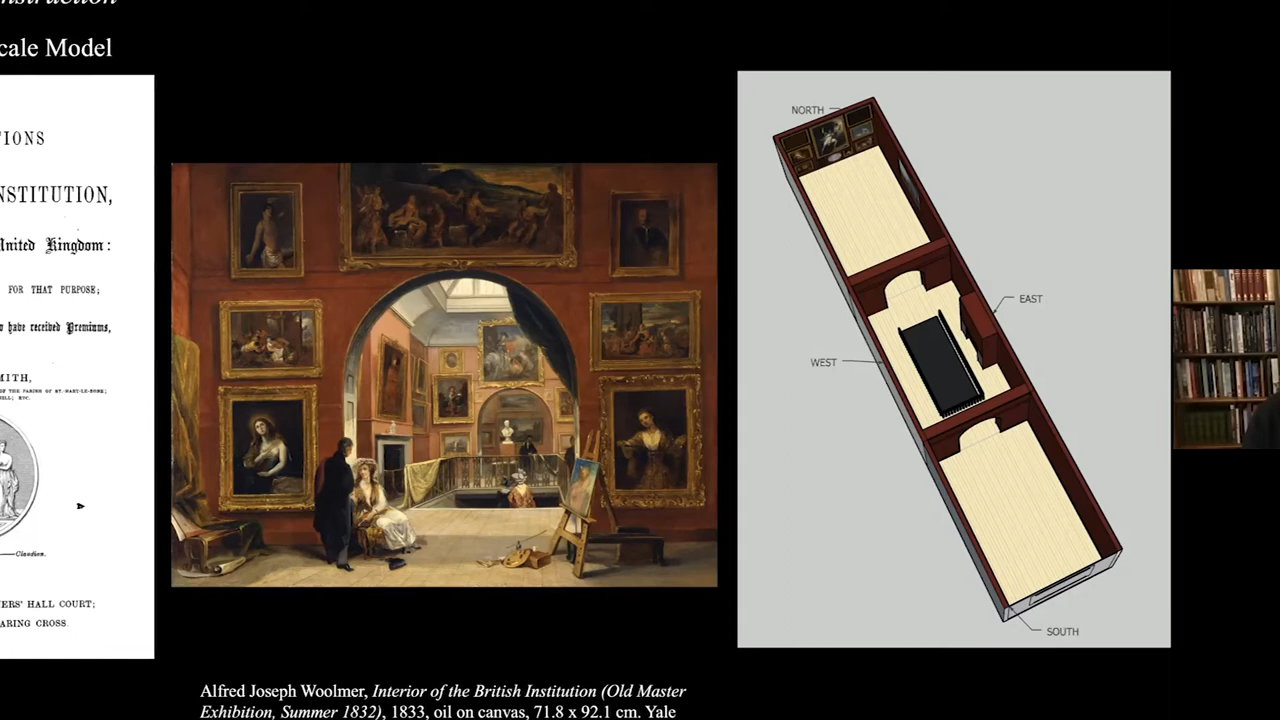 cale Model
TIONS
NSTITUTION,
United Kingdom:
FOR THAT PURPOSE;
to have received Premiums,
MITH,
—Claudian.
ERS' HALL COURT;
ARING CROSS.
NORTH
EAST
WEST
SOUTH
Alfred Joseph Woolmer, Interior of the British Institution (Old Master
Exhibition, Summer 1832), 1833, oil on canvas, 71.8 x 92.1 cm. Yale